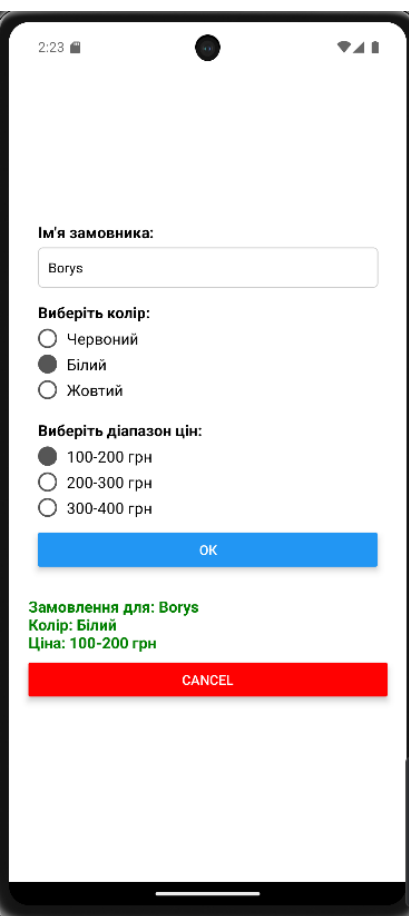 2:23
Ім'я замовника:
Borys
Виберіть колір:
Червоний
Білий
Жовтий
Виберіть діапазон цін:
100-200 грн
200-300 грн
300-400 грн
OK
Замовлення для: Borys
Колір: Білий
Ціна: 100-200 грн
CANCEL